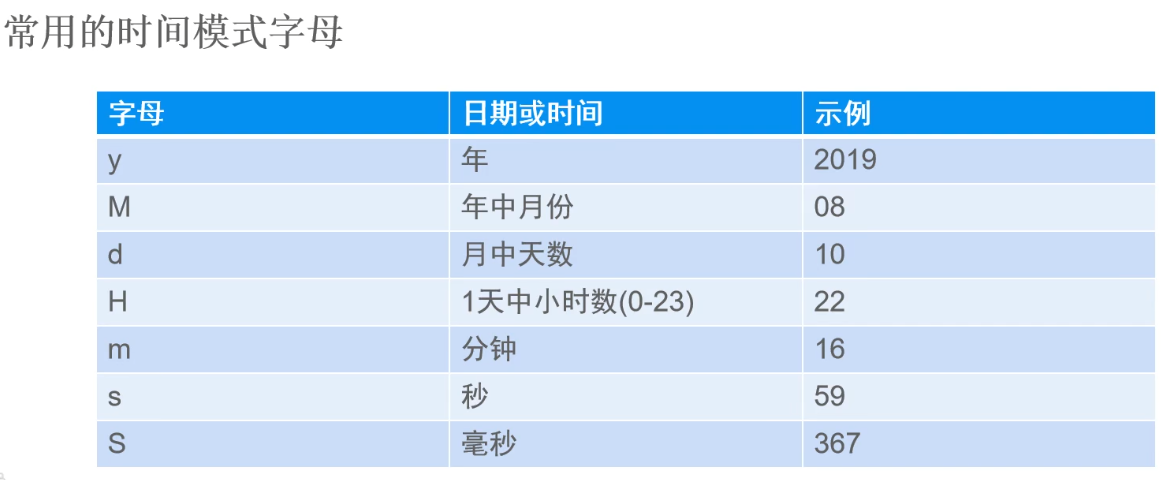 常用的时间模式字母
字母 日期或时间 示例
y 年 2019
M 年中月份 08
d 月中天数 10
H 1天中小时数(0-23) 22
m 分钟 16
s 秒 59
S 毫秒 367